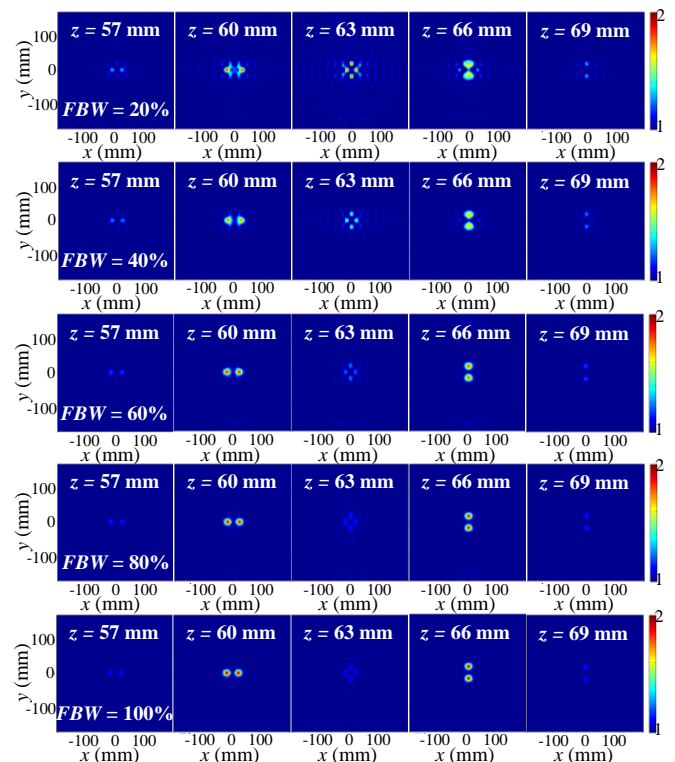 2
100
z = 57 mm
z = 60 mm
z = 63 mm
z = 66 mm
z = 69 mm
y (mm)
0
-100
FBW = 20%
1
-100 0 100
-100 0 100
-100 0 100
-100 0 100
-100 0 100
x (mm)
x (mm)
x (mm)
x (mm)
x (mm)
2
100
z = 57 mm
z = 60 mm
z = 63 mm
z = 66 mm
z = 69 mm
y (mm)
0
-100
FBW = 40%
1
-100 0 100
-100 0 100
-100 0 100
-100 0 100
-100 0 100
x (mm)
x (mm)
x (mm)
x (mm)
x (mm)
2
100
z = 57 mm
z = 60 mm
z = 63 mm
z = 66 mm
z = 69 mm
y (mm)
0
-100
FBW = 60%
1
-100 0 100
-100 0 100
-100 0 100
-100 0 100
-100 0 100
x (mm)
x (mm)
x (mm)
x (mm)
x (mm)
2
100
z = 57 mm
z = 60 mm
z = 63 mm
z = 66 mm
z = 69 mm
y (mm)
0
-100
FBW = 80%
1
-100 0 100
-100 0 100
-100 0 100
-100 0 100
-100 0 100
x (mm)
x (mm)
x (mm)
x (mm)
x (mm)
2
100
z = 57 mm
z = 60 mm
z = 63 mm
z = 66 mm
z = 69 mm
y (mm)
0
-100
FBW = 100%
1
-100 0 100
-100 0 100
-100 0 100
-100 0 100
-100 0 100
x (mm)
x (mm)
x (mm)
x (mm)
x (mm)